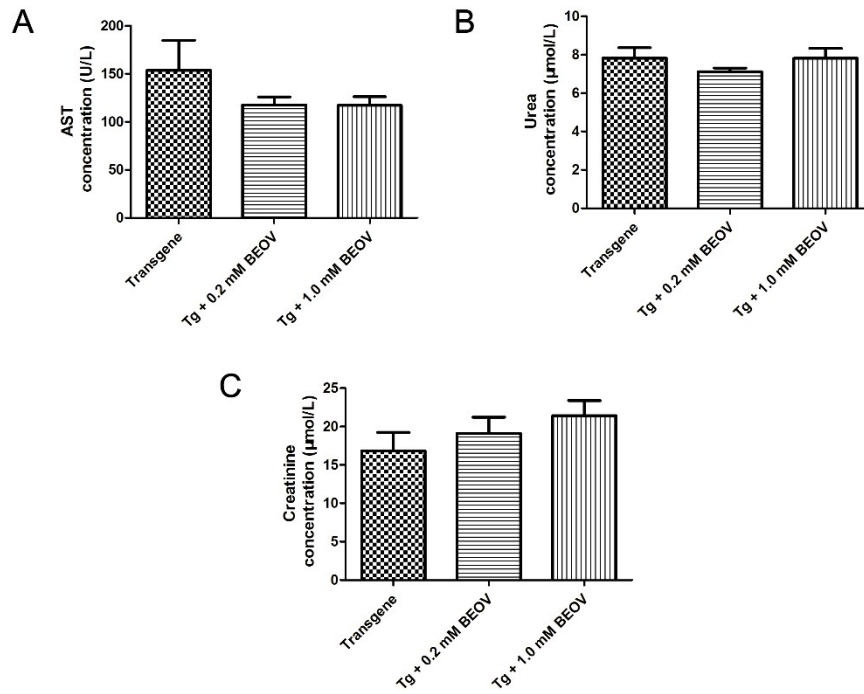 A
AST
concentration (U/L)
200
150
100
50
0
Transgene
Tg + 0.2 mM BEOV
Tg + 1.0 mM BEOV
B
Urea
concentration (µmol/L)
8
6
4
2
0
Transgene
Tg + 0.2 mM BEOV
Tg + 1.0 mM BEOV
C
Creatinine
concentration (µmol/L)
25
20
15
10
5
0
Transgene
Tg + 0.2 mM BEOV
Tg + 1.0 mM BEOV